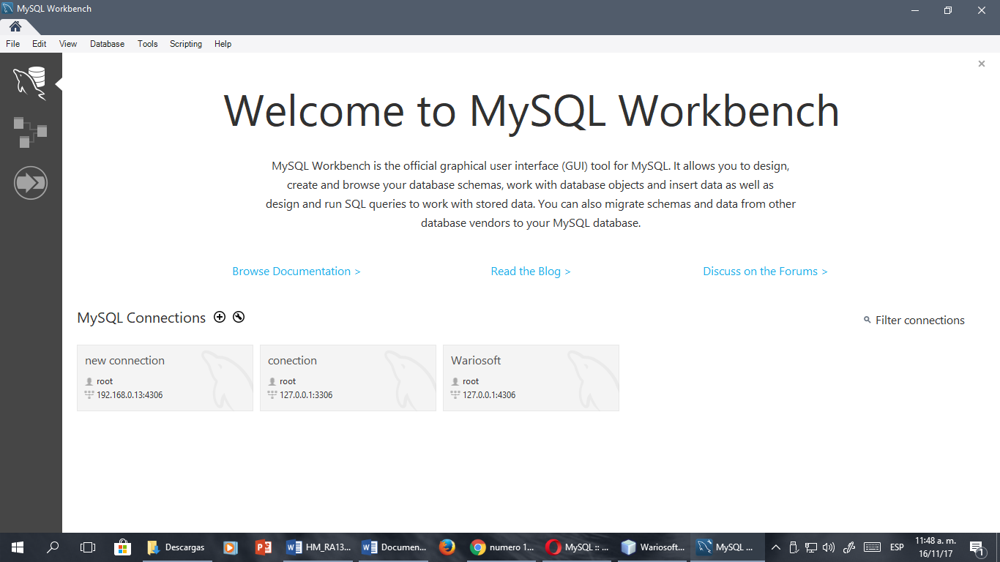 MySQL Workbench
File Edit View Database Tools Scripting Help
Welcome to MySQL Workbench
MySQL Workbench is the official graphical user interface (GUI) tool for MySQL. It allows you to design,
create and browse your database schemas, work with database objects and insert data as well as
design and run SQL queries to work with stored data. You can also migrate schemas and data from other
database vendors to your MySQL database.
Browse Documentation > Read the Blog > Discuss on the Forums >
MySQL Connections
Filter connections
new connection
root
192.168.0.13:4306
conection
root
127.0.0.1:3306
Wariosoft
root
127.0.0.1:4306
Descargas HM_RA13... Documen... numero 1... MySQL :: ... Wariosoft... MySQL ... ESP
11:48 a. m.
16/11/17
1